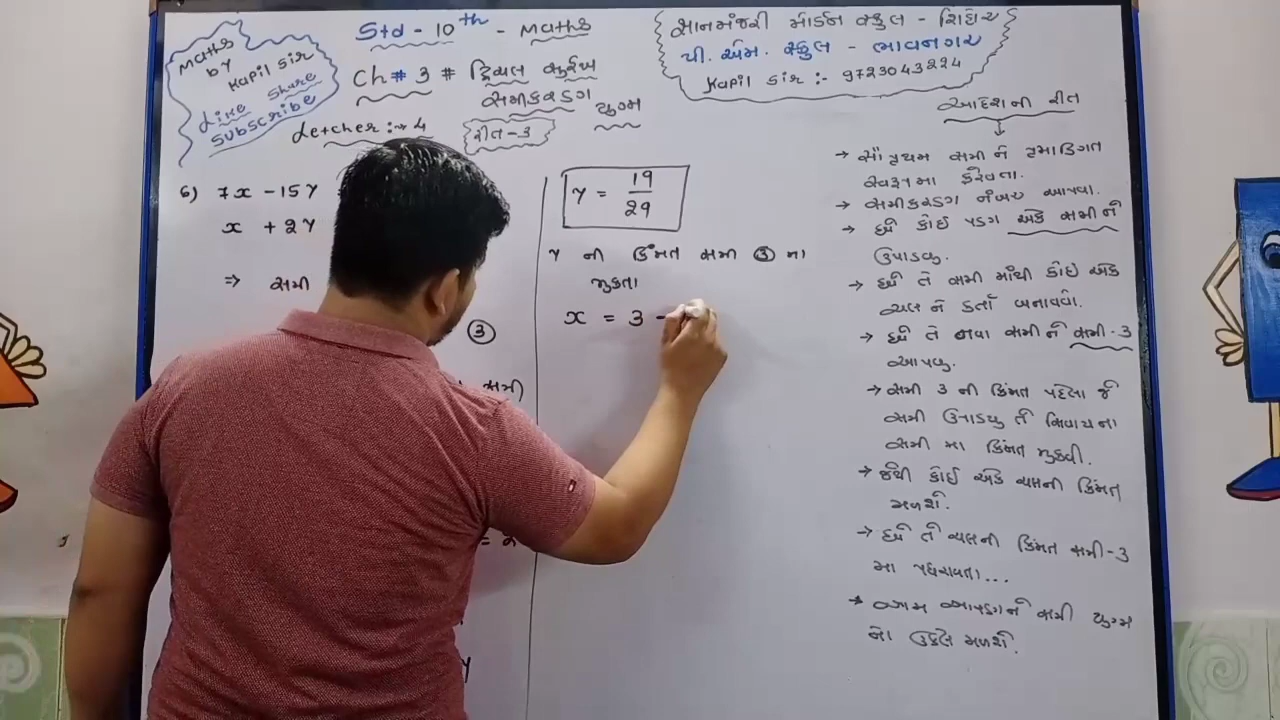 Maths
by
Kapil Sir
Like Share
Subscribe
Std - 10th - Maths
Ch # 3 # દ્વિચલ સુરેખ
સમીકરણ યુગ્મ
Letcher :→ 4
રીત-3
જ્ઞાનમંજરી મોર્ડન સ્કુલ -
પી. એમ. સ્કુલ - ભાવનગર
Kapil Sir :- 9723043224
6) 7x - 15y
x + 2y
⇒ સમી
3
સમી
= 2
y
y = 19/29
y ની કિંમત સમી 3 મા
મુકતા
x = 3 -
આદેશની રીત
→ સૌ પ્રથમ સમી ને પ્રમાણિત
સ્વરૂપમા ફેરવતા.
→ સમીકરણ નંબર આપવા.
→ હવે કોઈ પણ એક સમી ને
ઉપાડવુ.
→ હવે તે સમી માંથી કોઈ એક
ચલ ને કર્તા બનાવવો.
→ હવે તે નવા સમી ને સમી-3
આપવુ.
→ સમી 3 ની કિંમત પહેલા જે
સમી ઉપાડ્યુ તે સિવાયના
સમી મા કિંમત મુકવી.
→ જેથી કોઈ એક ચલની કિંમત
મળશે.
→ હવે તે ચલની કિંમત સમી-3
મા
→ આમ આપણને સમી યુગ્મ
નો ઉકેલ મળશે.